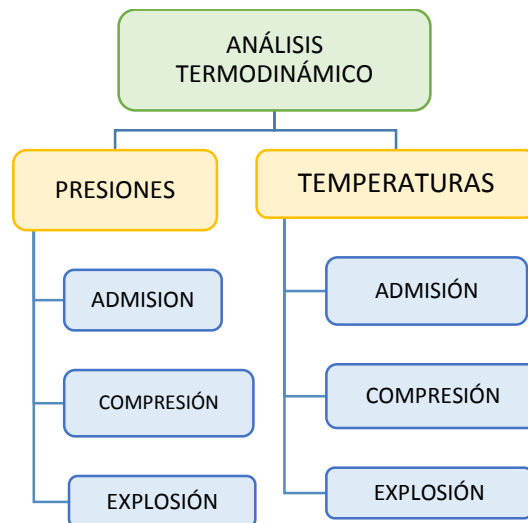 ANÁLISIS
TERMODINÁMICO
PRESIONES
ADMISION
COMPRESIÓN
EXPLOSIÓN
TEMPERATURAS
ADMISIÓN
COMPRESIÓN
EXPLOSIÓN